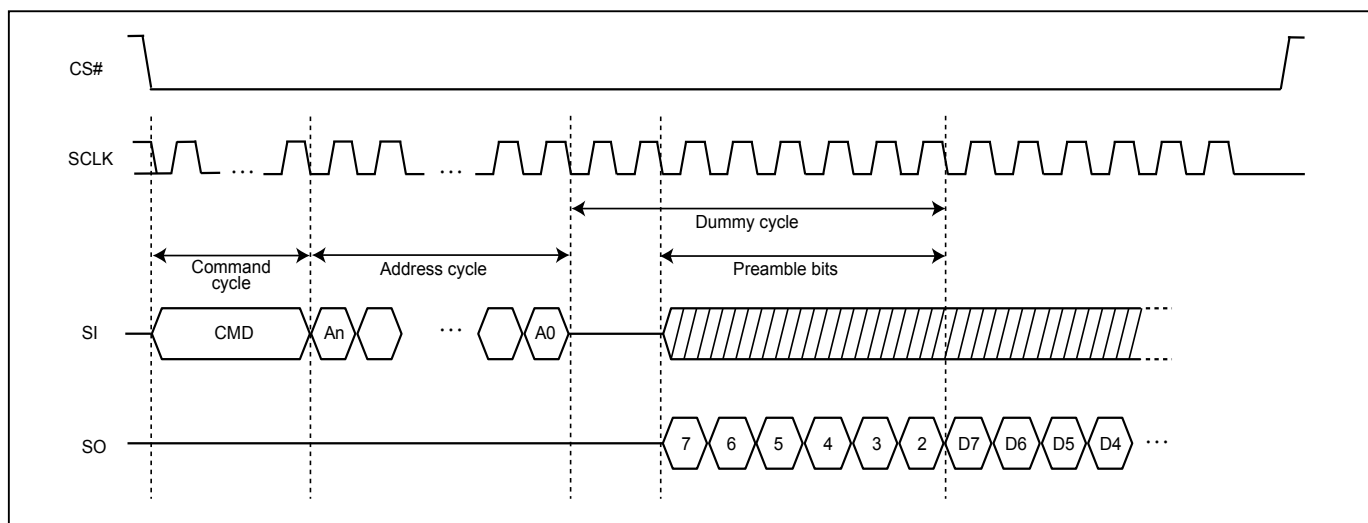 CS#
SCLK ... ...
Dummy cycle
Command cycle
Address cycle
Preamble bits
SI CMD An ... A0
SO 7 6 5 4 3 2 D7 D6 D5 D4 ...